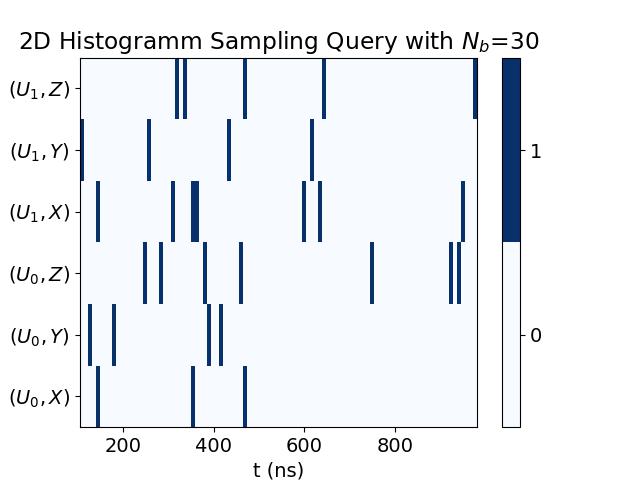 2D Histogramm Sampling Query with $N_b$=30
$(U_1, Z)$
$(U_1, Y)$
$(U_1, X)$
$(U_0, Z)$
$(U_0, Y)$
$(U_0, X)$
1
0
200 400 600 800
t (ns)